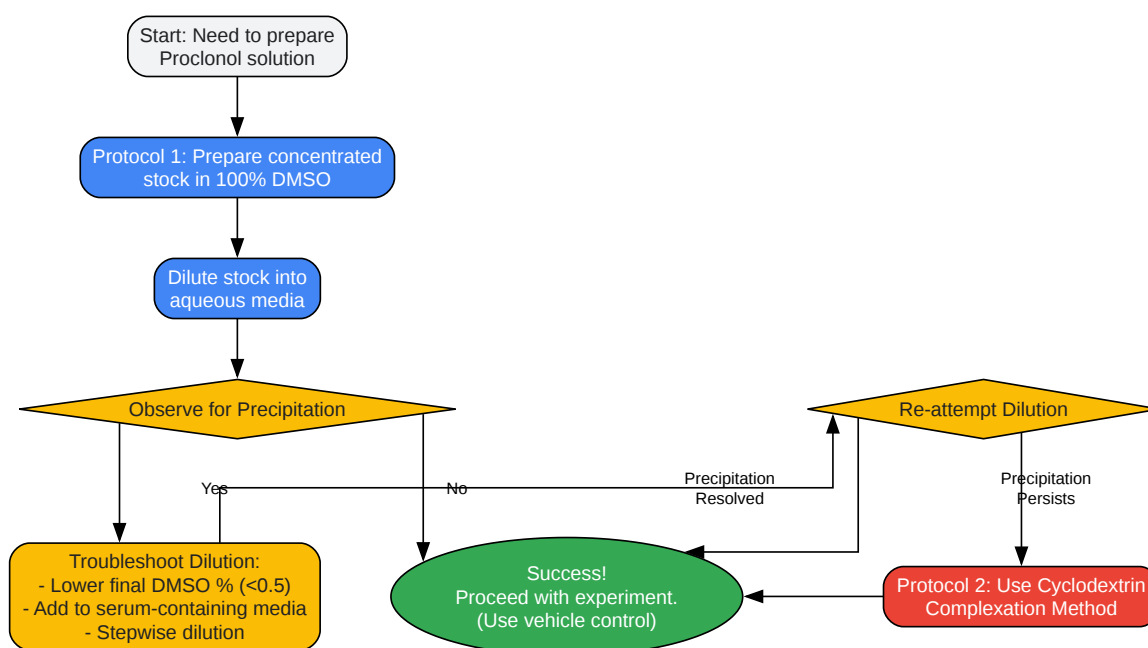 Start: Need to prepare
Proclonol solution
Protocol 1: Prepare concentrated
stock in 100% DMSO
Dilute stock into
aqueous media
Observe for Precipitation
Re-attempt Dilution
Yes
No
Precipitation
Resolved
Precipitation
Persists
Troubleshoot Dilution:
- Lower final DMSO % (<0.5)
- Add to serum-containing media
- Stepwise dilution
Success!
Proceed with experiment.
(Use vehicle control)
Protocol 2: Use Cyclodextrin
Complexation Method